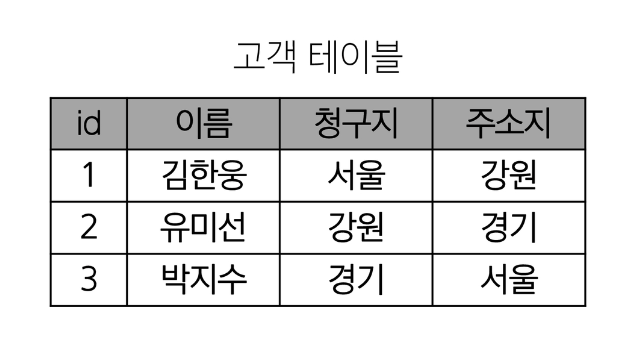 고객 테이블
id 이름 청구지 주소지
1 김한웅 서울 강원
2 유미선 강원 경기
3 박지수 경기 서울